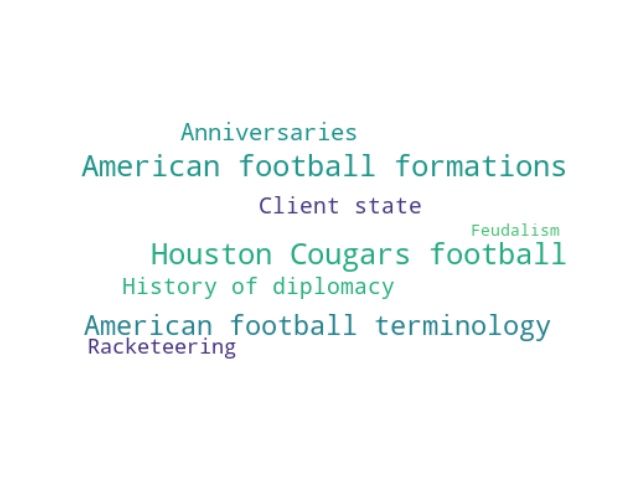 Anniversaries
American football formations
Client state
Feudalism
Houston Cougars football
History of diplomacy
American football terminology
Racketeering